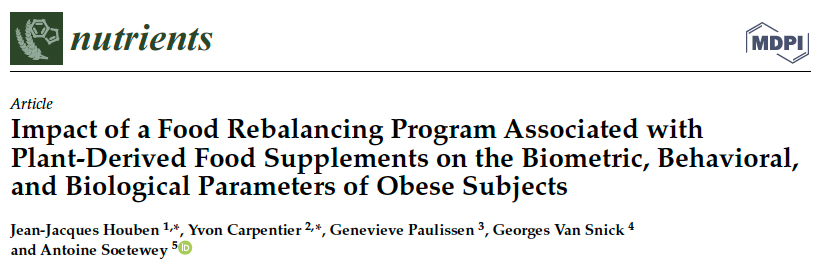 nutrients
MDPI
Article
Impact of a Food Rebalancing Program Associated with
Plant-Derived Food Supplements on the Biometric, Behavioral,
and Biological Parameters of Obese Subjects
Jean-Jacques Houben 1,*, Yvon Carpentier 2,*, Genevieve Paulissen 3, Georges Van Snick 4
and Antoine Soetewey 5 iD